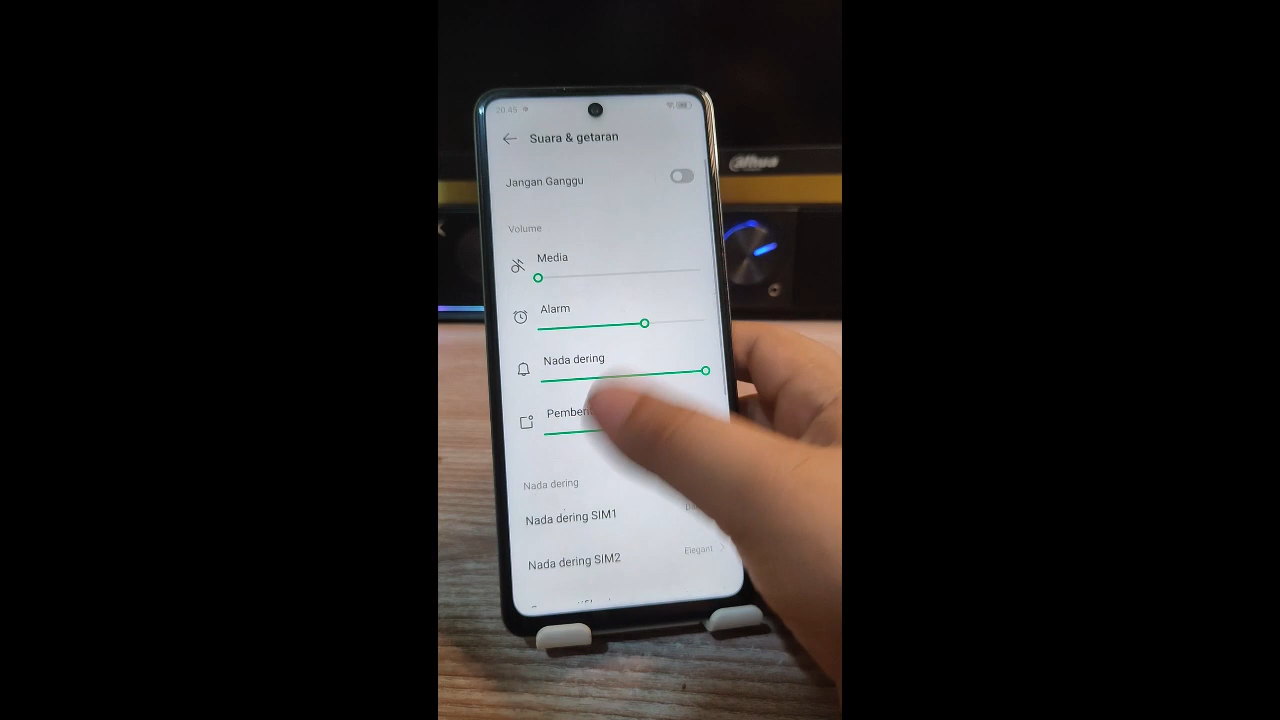 20.45
Suara & getaran
Jangan Ganggu
alhua
Volume
Media
Alarm
Nada dering
Nada dering
Nada dering SIM1
Nada dering SIM2
Elegant